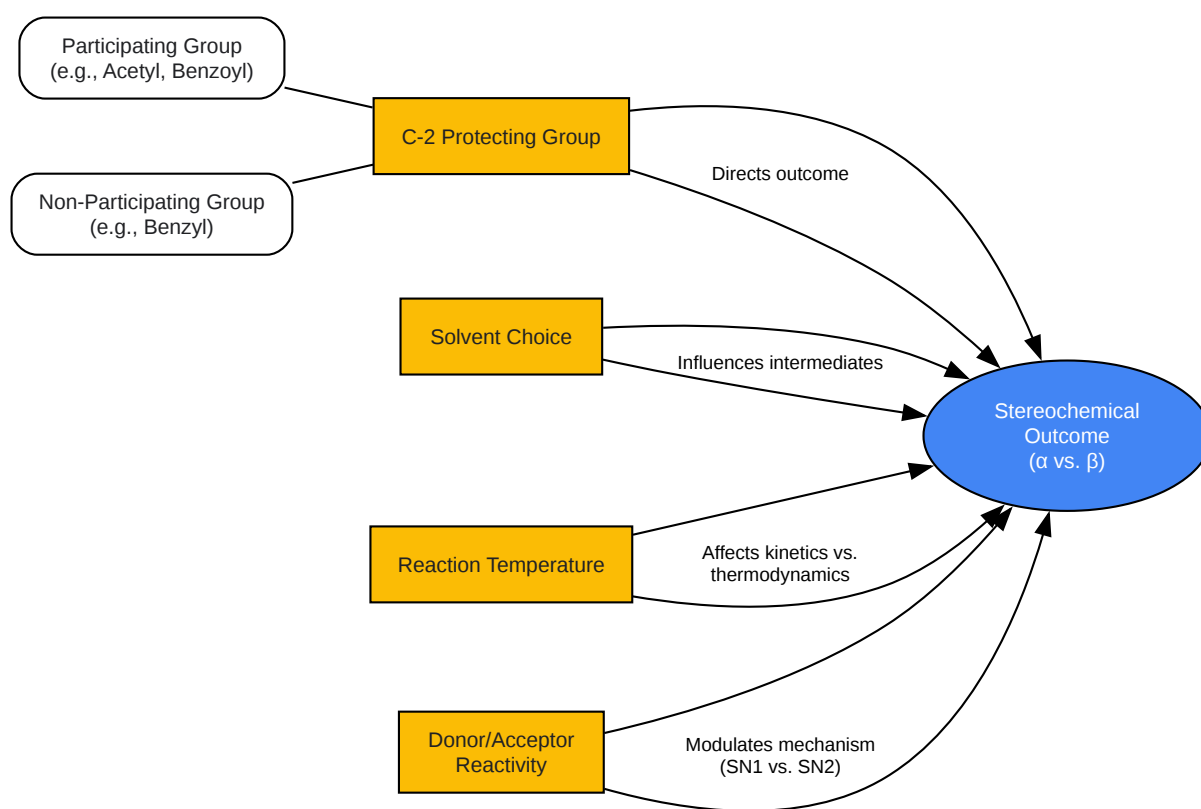 Participating Group
(e.g., Acetyl, Benzoyl)
C-2 Protecting Group
Directs outcome
Non-Participating Group
(e.g., Benzyl)
Solvent Choice
Influences intermediates
Stereochemical
Outcome
(α vs. β)
Reaction Temperature
Affects kinetics vs.
thermodynamics
Donor/Acceptor
Reactivity
Modulates mechanism
(SN1 vs. SN2)